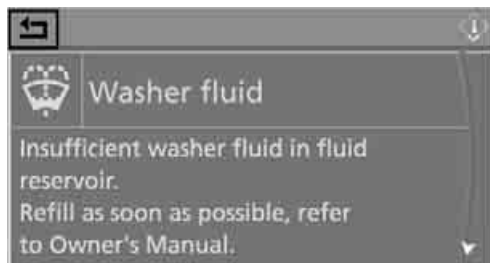 Washer fluid
Insufficient washer fluid in fluid
reservoir.
Refill as soon as possible, refer
to Owner's Manual.